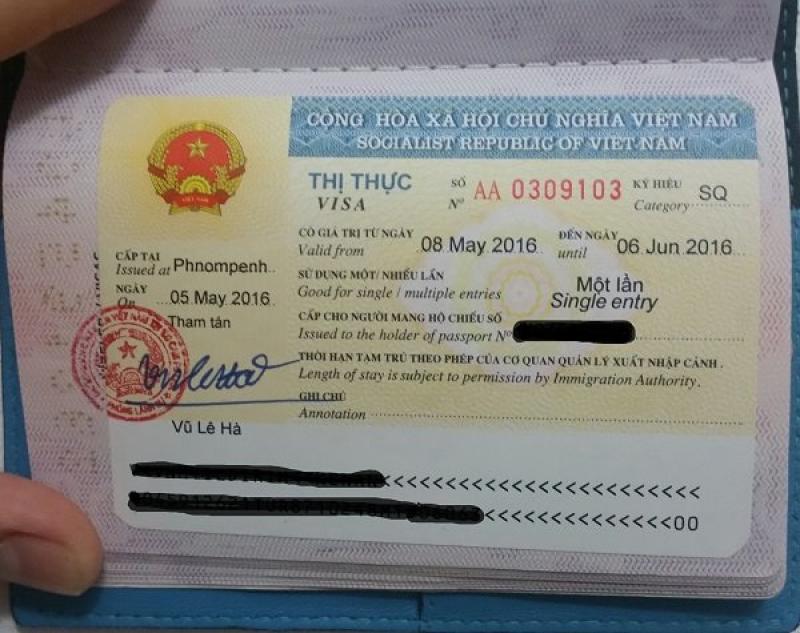 CỘNG HÒA XÃ HỘI CHỦ NGHĨA VIỆT NAM
SOCIALIST REPUBLIC OF VIET NAM
THỊ THỰC
VISA
SỐ
Nº
AA 0309103
KÝ HIỆU
Category
SQ
CÓ GIÁ TRỊ TỪ NGÀY
Valid from
08 May 2016
ĐẾN NGÀY
until
06 Jun 2016
CẤP TẠI
Issued at Phnompenh
NGÀY
On
05 May 2016
Tham tán
SỬ DỤNG MỘT/ NHIỀU LẦN
Good for single / multiple entries
Một lần
Single entry
CẤP CHO NGƯỜI MANG HỘ CHIẾU SỐ
Issued to the holder of passport Nº
THỜI HẠN TẠM TRÚ THEO PHÉP CỦA CƠ QUAN QUẢN LÝ XUẤT NHẬP CẢNH .
Length of stay is subject to permission by Immigration Authority.
GHI CHÚ
Annotation
Vũ Lê Hà
<<<<<<<<<<<<<<<<<<<<<<
<<<<<<<<<<<<<<00